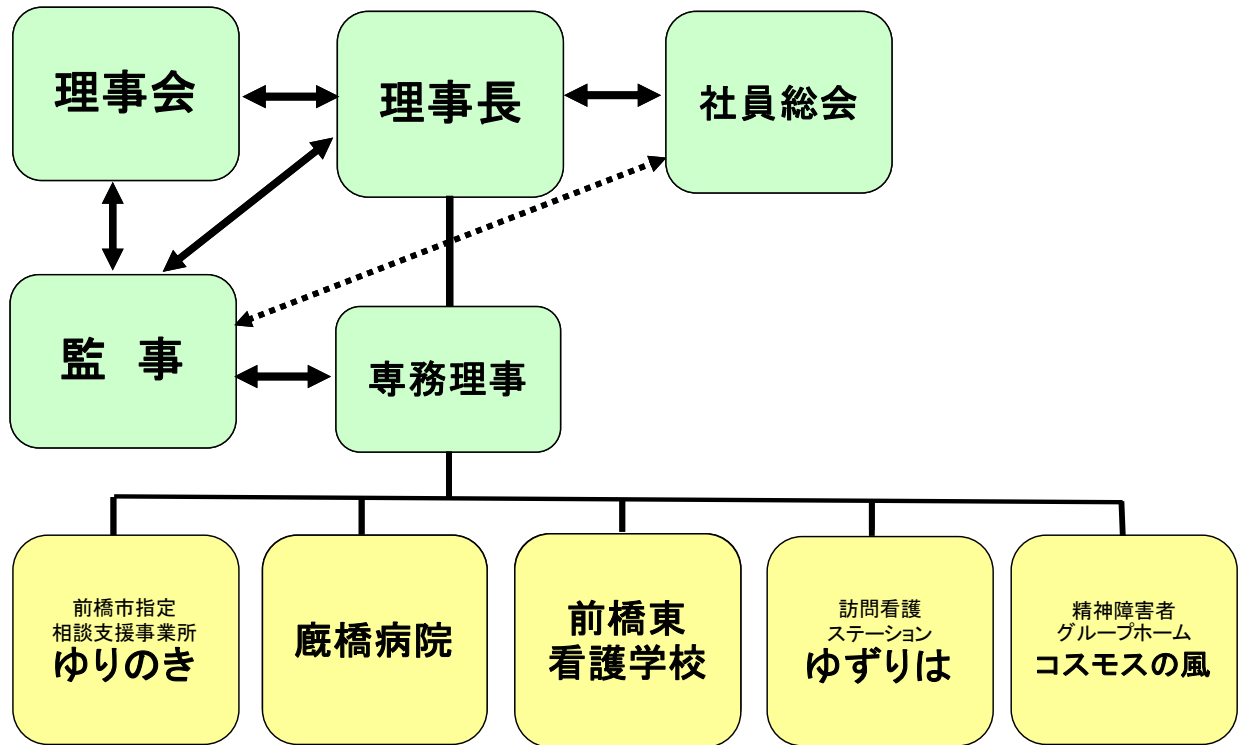 理事会
理事長
社員総会
監　事
専務理事
前橋市指定
相談支援事業所
ゆりのき
厩橋病院
前橋東
看護学校
訪問看護
ステーション
ゆずりは
精神障害者
グループホーム
コスモスの風